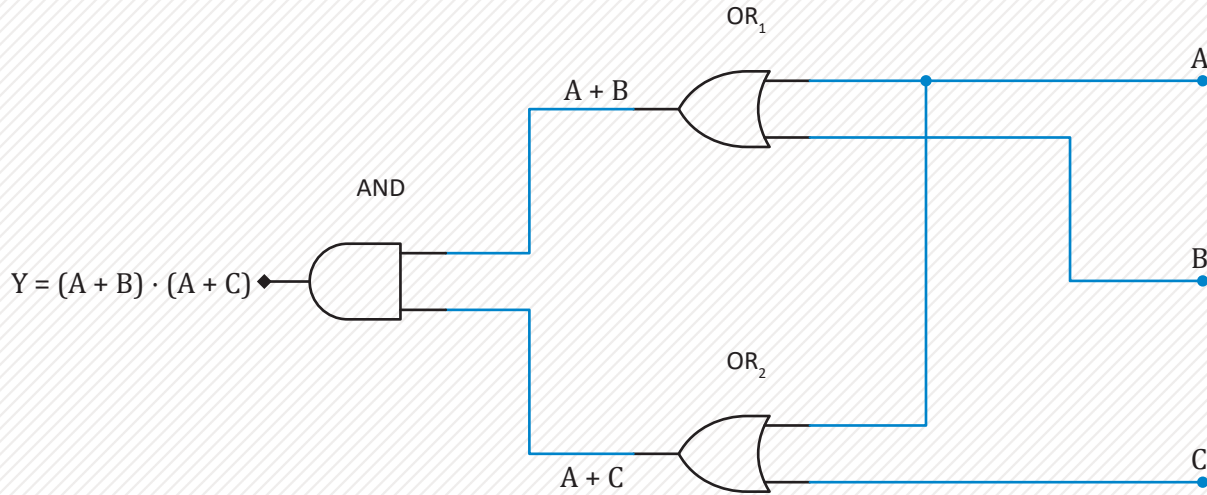 OR₁
A
A + B
AND
B
Y = (A + B) · (A + C)
OR₂
A + C
C